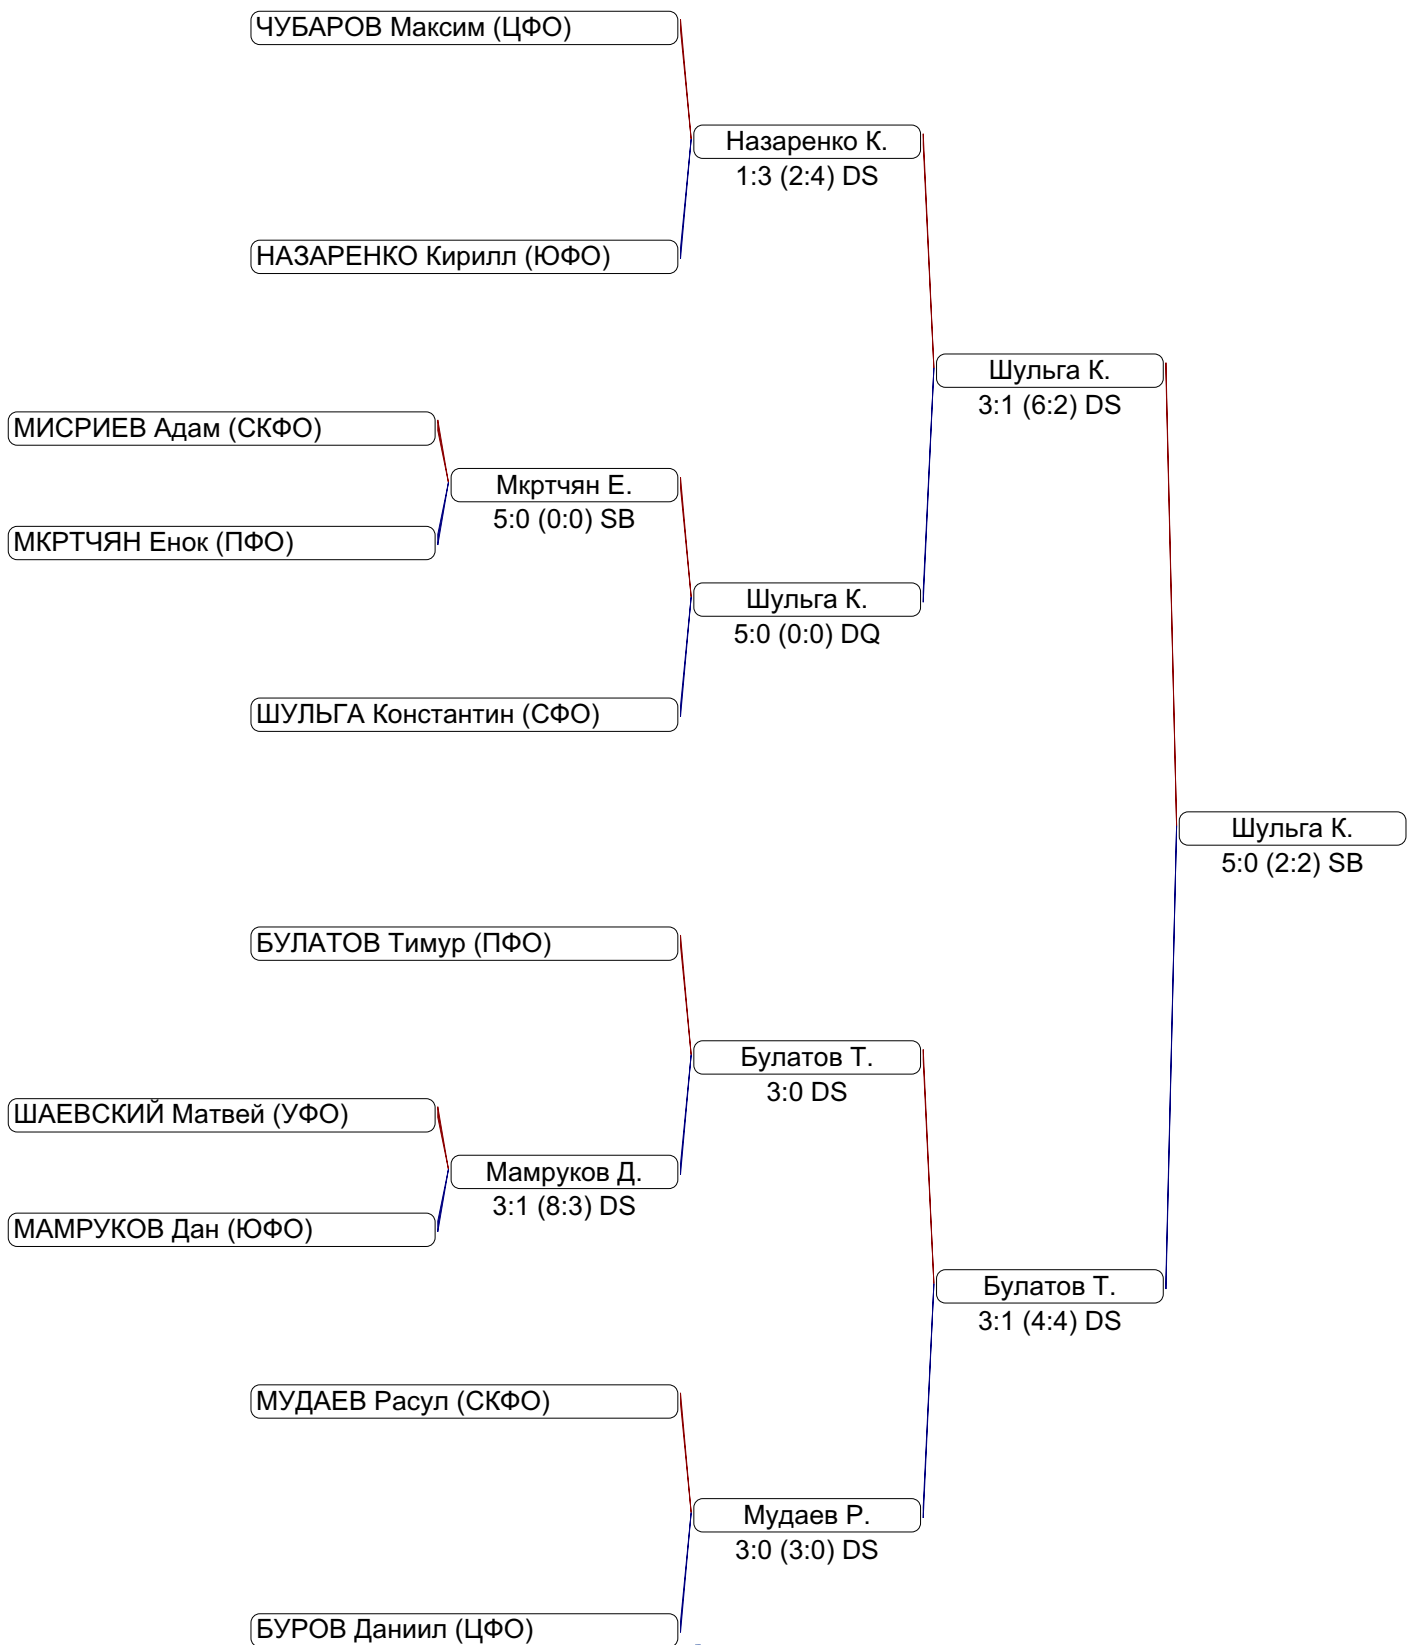 ЧУБАРОВ Максим (ЦФО)
Назаренко К.
1:3 (2:4) DS
НАЗАРЕНКО Кирилл (ЮФО)
Шульга К.
3:1 (6:2) DS
МИСРИЕВ Адам (СКФО)
Мкртчян Е.
5:0 (0:0) SB
МКРТЧЯН Енок (ПФО)
Шульга К.
5:0 (0:0) DQ
ШУЛЬГА Константин (СФО)
Шульга К.
5:0 (2:2) SB
БУЛАТОВ Тимур (ПФО)
Булатов Т.
3:0 DS
ШАЕВСКИЙ Матвей (УФО)
Мамруков Д.
3:1 (8:3) DS
МАМРУКОВ Дан (ЮФО)
Булатов Т.
3:1 (4:4) DS
МУДАЕВ Расул (СКФО)
Мудаев Р.
3:0 (3:0) DS
БУРОВ Даниил (ЦФО)